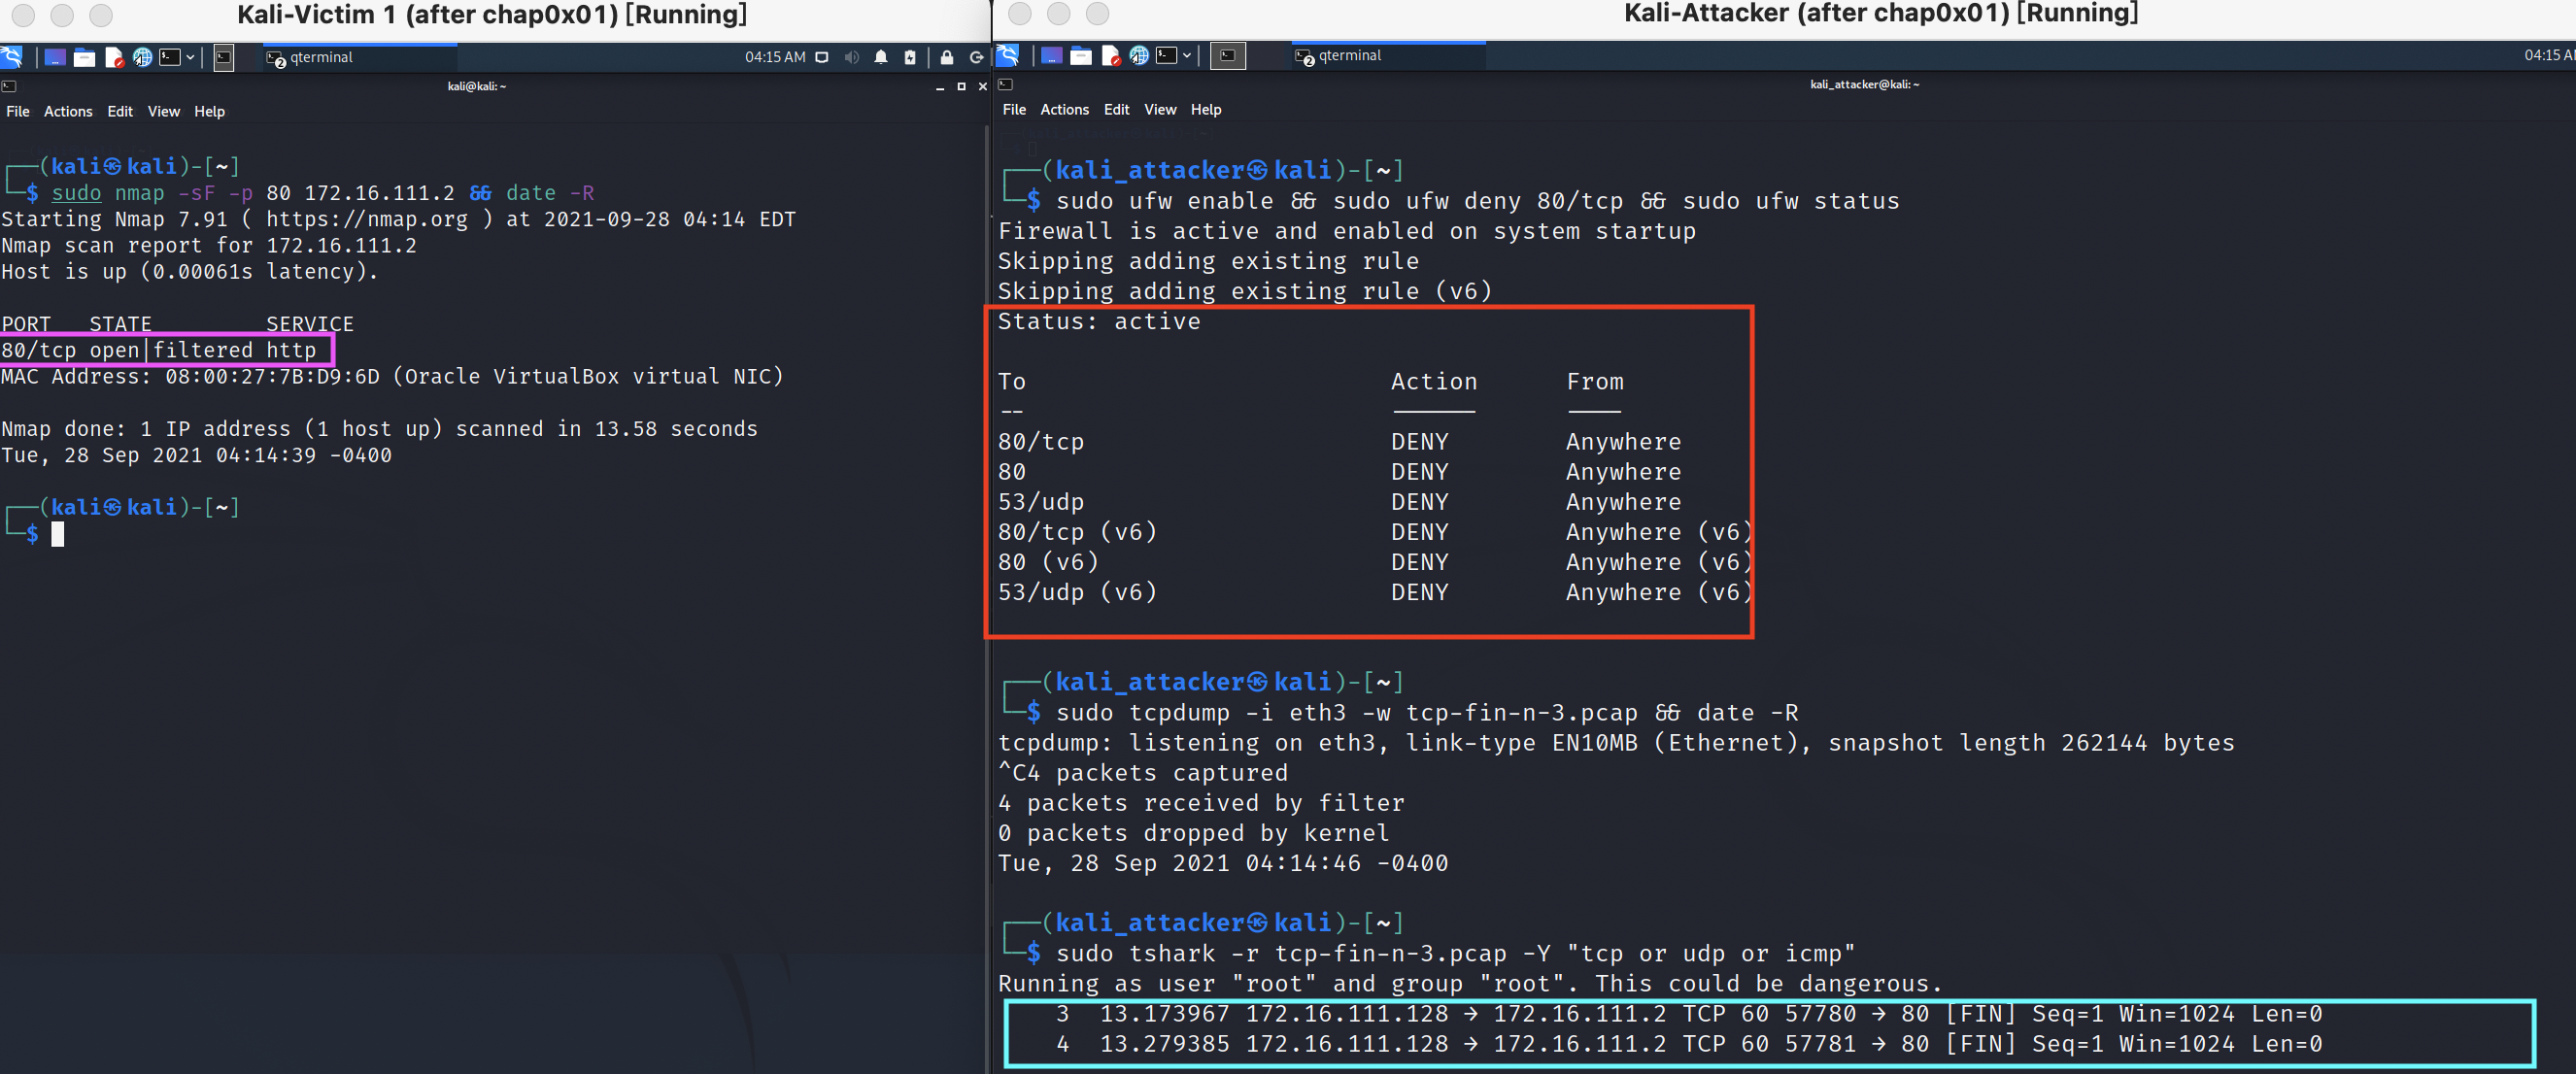 Kali-Victim 1 (after chap0x01) [Running]
qterminal
04:15 AM
kali@kali: ~
File Actions Edit View Help
┌──(kali㉿kali)-[~]
└─$ sudo nmap -sF -p 80 172.16.111.2 && date -R
Starting Nmap 7.91 ( https://nmap.org ) at 2021-09-28 04:14 EDT
Nmap scan report for 172.16.111.2
Host is up (0.00061s latency).
PORT   STATE         SERVICE
80/tcp open|filtered http
MAC Address: 08:00:27:7B:D9:6D (Oracle VirtualBox virtual NIC)
Nmap done: 1 IP address (1 host up) scanned in 13.58 seconds
Tue, 28 Sep 2021 04:14:39 -0400
┌──(kali㉿kali)-[~]
└─$
Kali-Attacker (after chap0x01) [Running]
qterminal
04:15
kali_attacker@kali: ~
File Actions Edit View Help
┌──(kali_attacker㉿kali)-[~]
└─$ sudo ufw enable && sudo ufw deny 80/tcp && sudo ufw status
Firewall is active and enabled on system startup
Skipping adding existing rule
Skipping adding existing rule (v6)
Status: active
To                         Action      From
--                         ------      ----
80/tcp                     DENY        Anywhere
80                         DENY        Anywhere
53/udp                     DENY        Anywhere
80/tcp (v6)                DENY        Anywhere (v6)
80 (v6)                    DENY        Anywhere (v6)
53/udp (v6)                DENY        Anywhere (v6)
┌──(kali_attacker㉿kali)-[~]
└─$ sudo tcpdump -i eth3 -w tcp-fin-n-3.pcap && date -R
tcpdump: listening on eth3, link-type EN10MB (Ethernet), snapshot length 262144 bytes
^C4 packets captured
4 packets received by filter
0 packets dropped by kernel
Tue, 28 Sep 2021 04:14:46 -0400
┌──(kali_attacker㉿kali)-[~]
└─$ sudo tshark -r tcp-fin-n-3.pcap -Y "tcp or udp or icmp"
Running as user "root" and group "root". This could be dangerous.
3  13.173967 172.16.111.128 → 172.16.111.2 TCP 60 57780 → 80 [FIN] Seq=1 Win=1024 Len=0
4  13.279385 172.16.111.128 → 172.16.111.2 TCP 60 57781 → 80 [FIN] Seq=1 Win=1024 Len=0